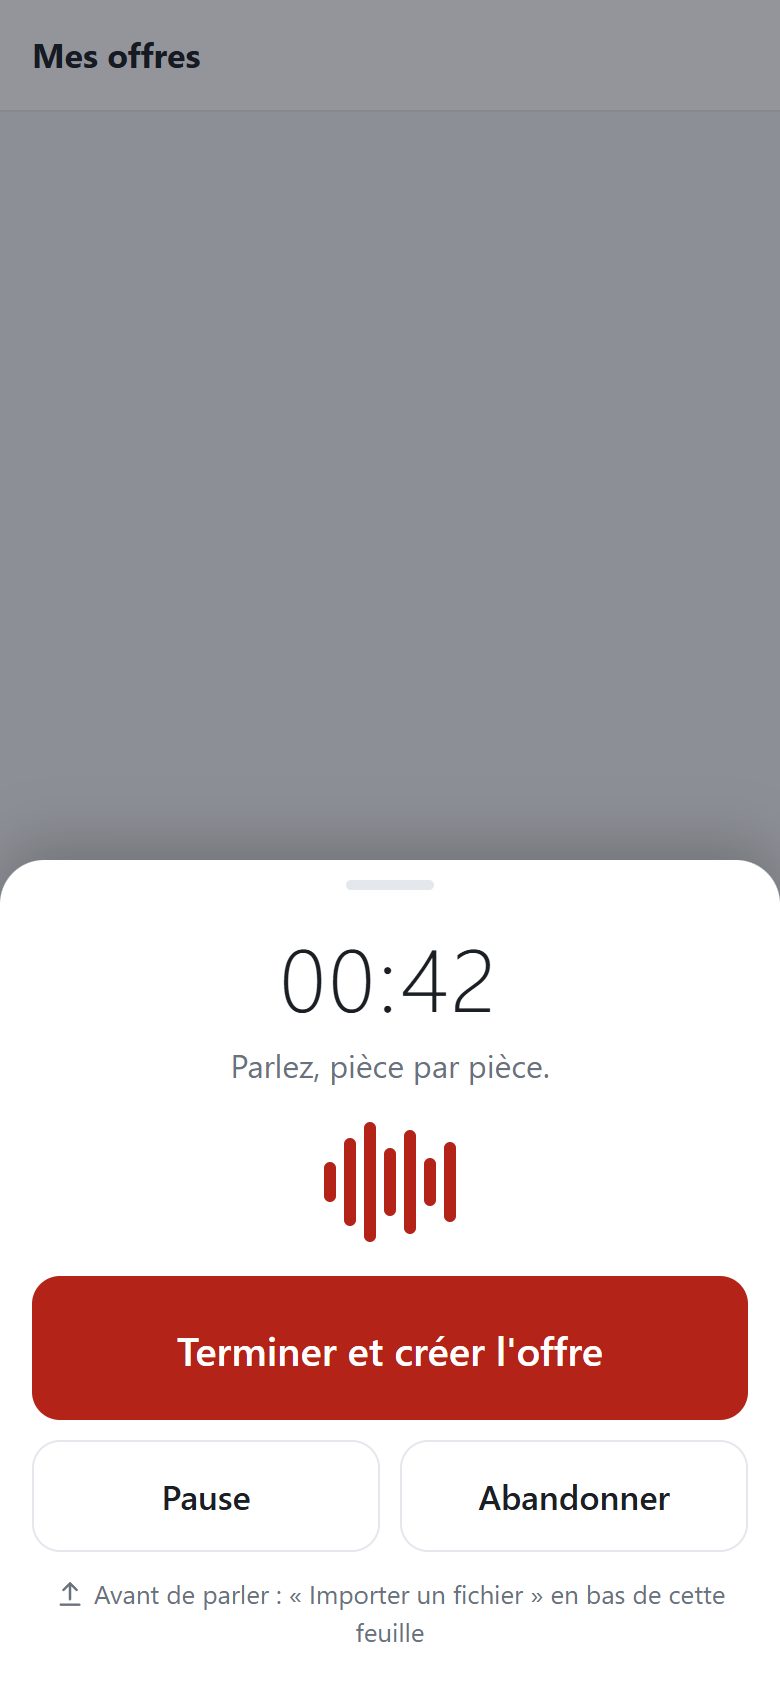 Mes offres
00:42
Parlez, pièce par pièce.
Terminer et créer l'offre
Pause
Abandonner
Avant de parler : « Importer un fichier » en bas de cette
feuille